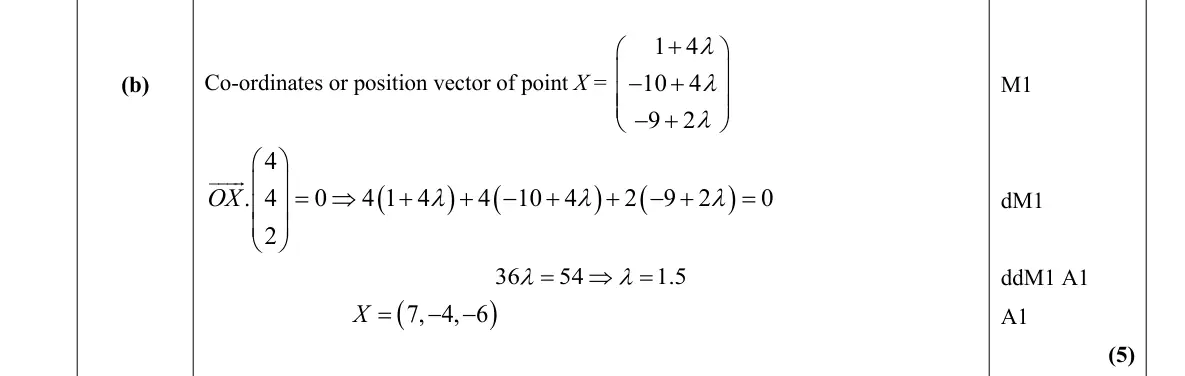 (b) Co-ordinates or position vector of point X = ( 1 + 4λ
−10 + 4λ
−9 + 2λ ) M1
OX⃗ . ( 4
4
2 ) = 0 ⇒ 4(1 + 4λ) + 4(−10 + 4λ) + 2(−9 + 2λ) = 0 dM1
36λ = 54 ⇒ λ = 1.5 ddM1 A1
X = (7, −4, −6) A1
(5)